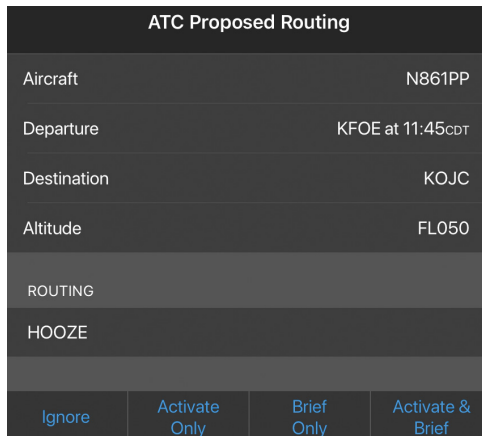 ATC Proposed Routing
Aircraft N861PP
Departure KFOE at 11:45CDT
Destination KOJC
Altitude FL050
ROUTING
HOOZE
Ignore Activate Only Brief Only Activate & Brief